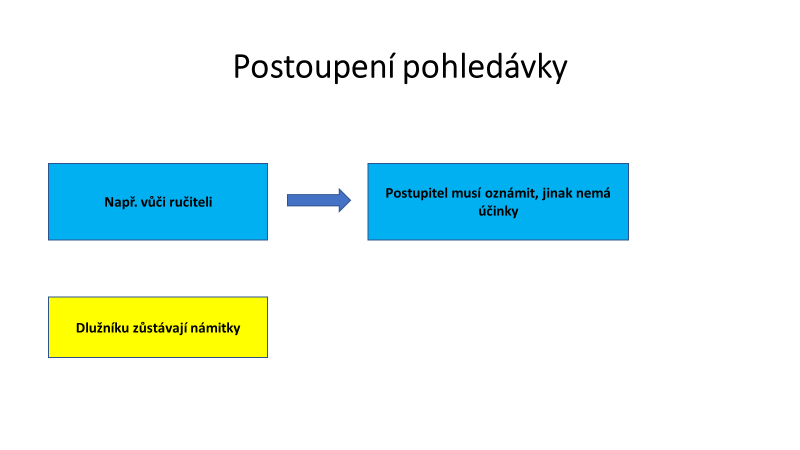 Postoupení pohledávky
Např. vůči ručiteli
Postupitel musí oznámit, jinak nemá
účinky
Dlužníku zůstávají námitky